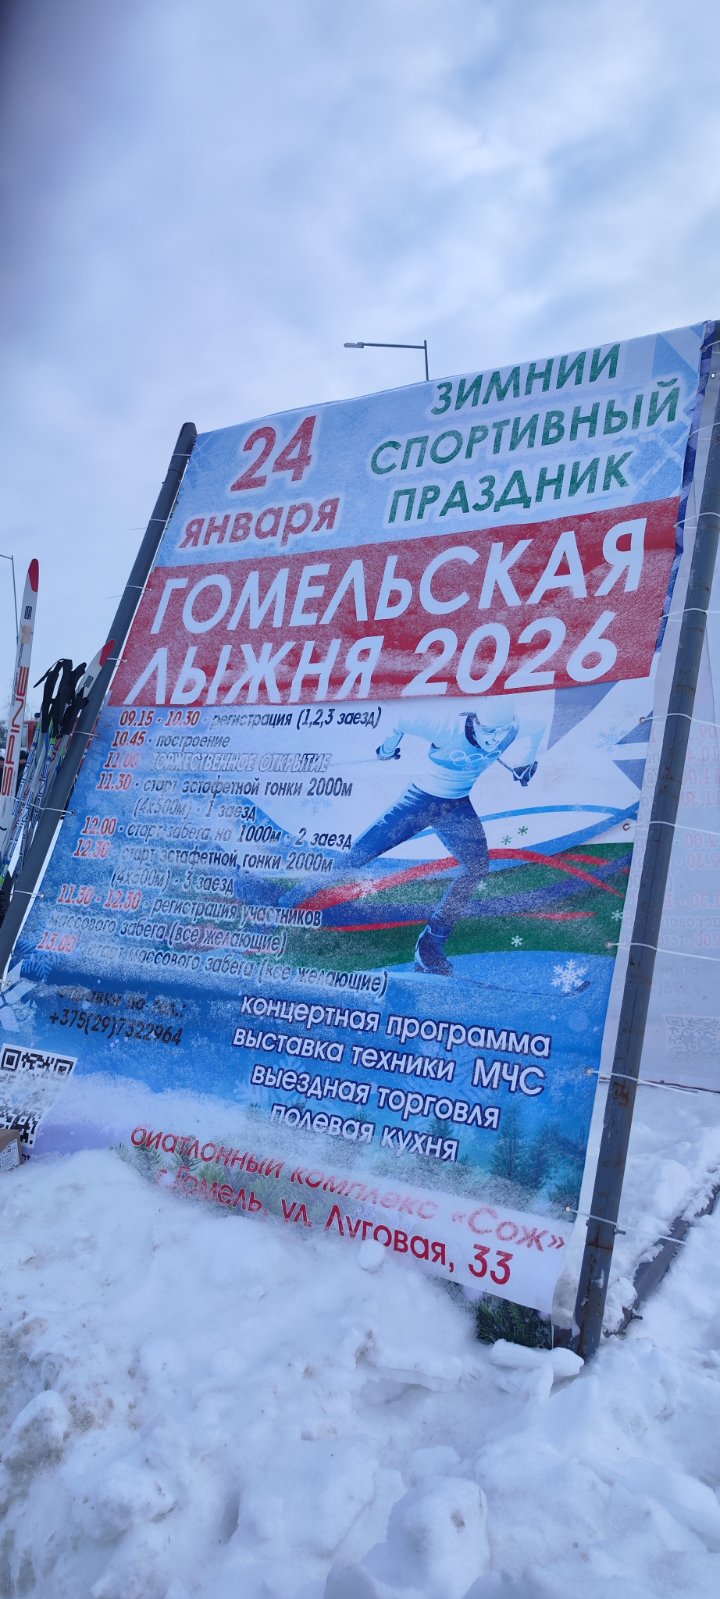 24
января
ЗИМНИЙ
СПОРТИВНЫЙ
ПРАЗДНИК
ГОМЕЛЬСКАЯ
ЛЫЖНЯ 2026
09.15 - 10.30 - регистрация (1,2,3 заезд)
10.45 - построение
11.00 ТОРЖЕСТВЕННОЕ ОТКРЫТИЕ
11.30 - старт эстафетной гонки 2000м
(4х500м) - 1 заезд
12.00 - старт забега на 1000м - 2 заезд
12.30 - старт эстафетной гонки 2000м
(4х500м) - 3 заезд
11.30 - 12.30 регистрация участников
массового забега (все желающие)
13.00 старт массового забега (все желающие)
справки по тел.:
+375(29)7322964
концертная программа
выставка техники МЧС
выездная торговля
полевая кухня
биатлонный комплекс «Сож»
г.Гомель, ул. Луговая, 33
SPINE